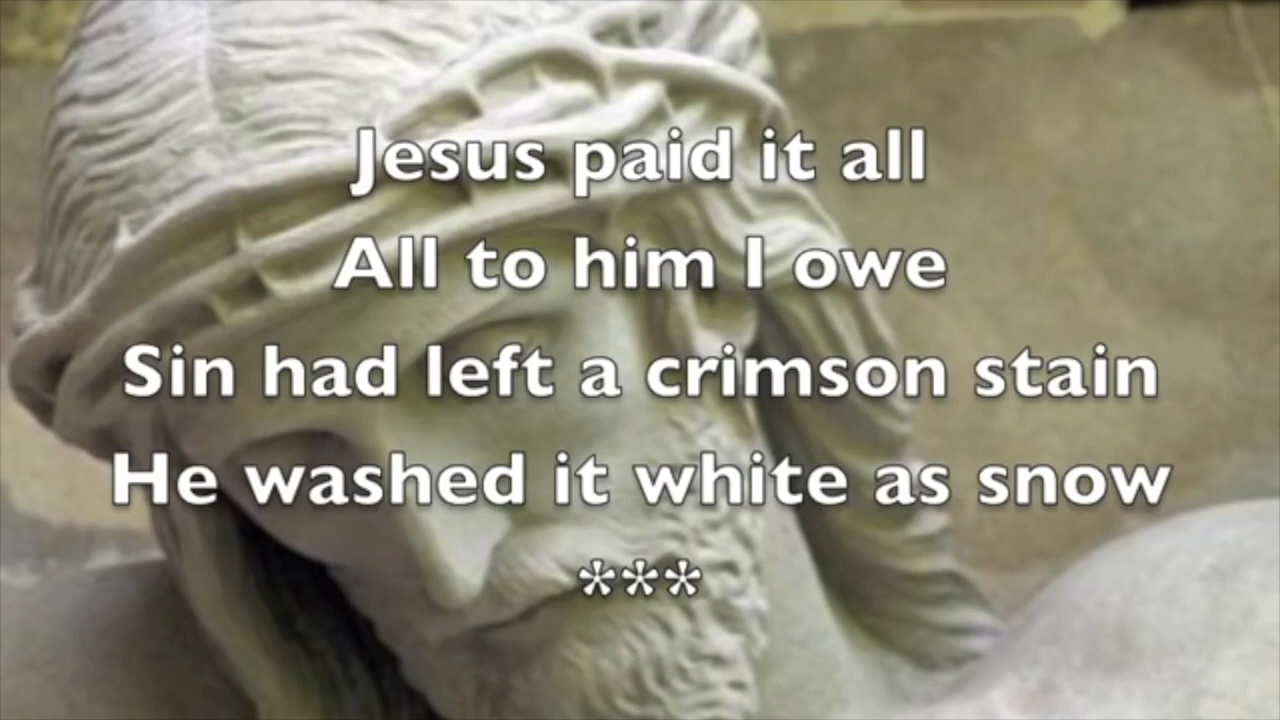 Jesus paid it all
All to him I owe
Sin had left a crimson stain
He washed it white as snow
***